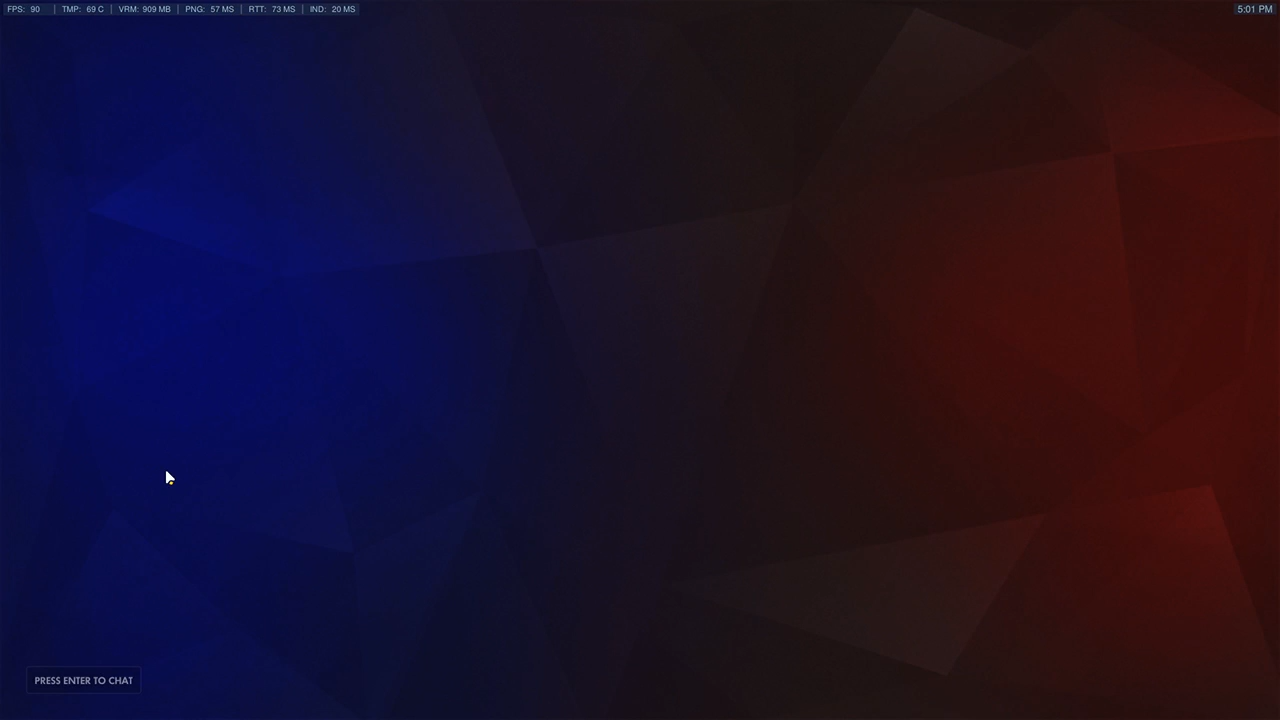 FPS: 90 | TMP: 69 C | VRM: 909 MB | PNG: 57 MS | RTT: 73 MS | IND: 20 MS
5:01 PM
PRESS ENTER TO CHAT